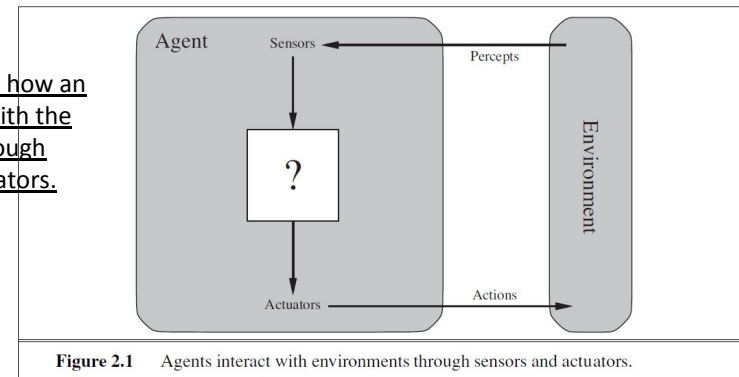 how an
ith the
ough
ators.
Agent
Sensors
Percepts
?
Environment
Actuators
Actions
Figure 2.1 Agents interact with environments through sensors and actuators.